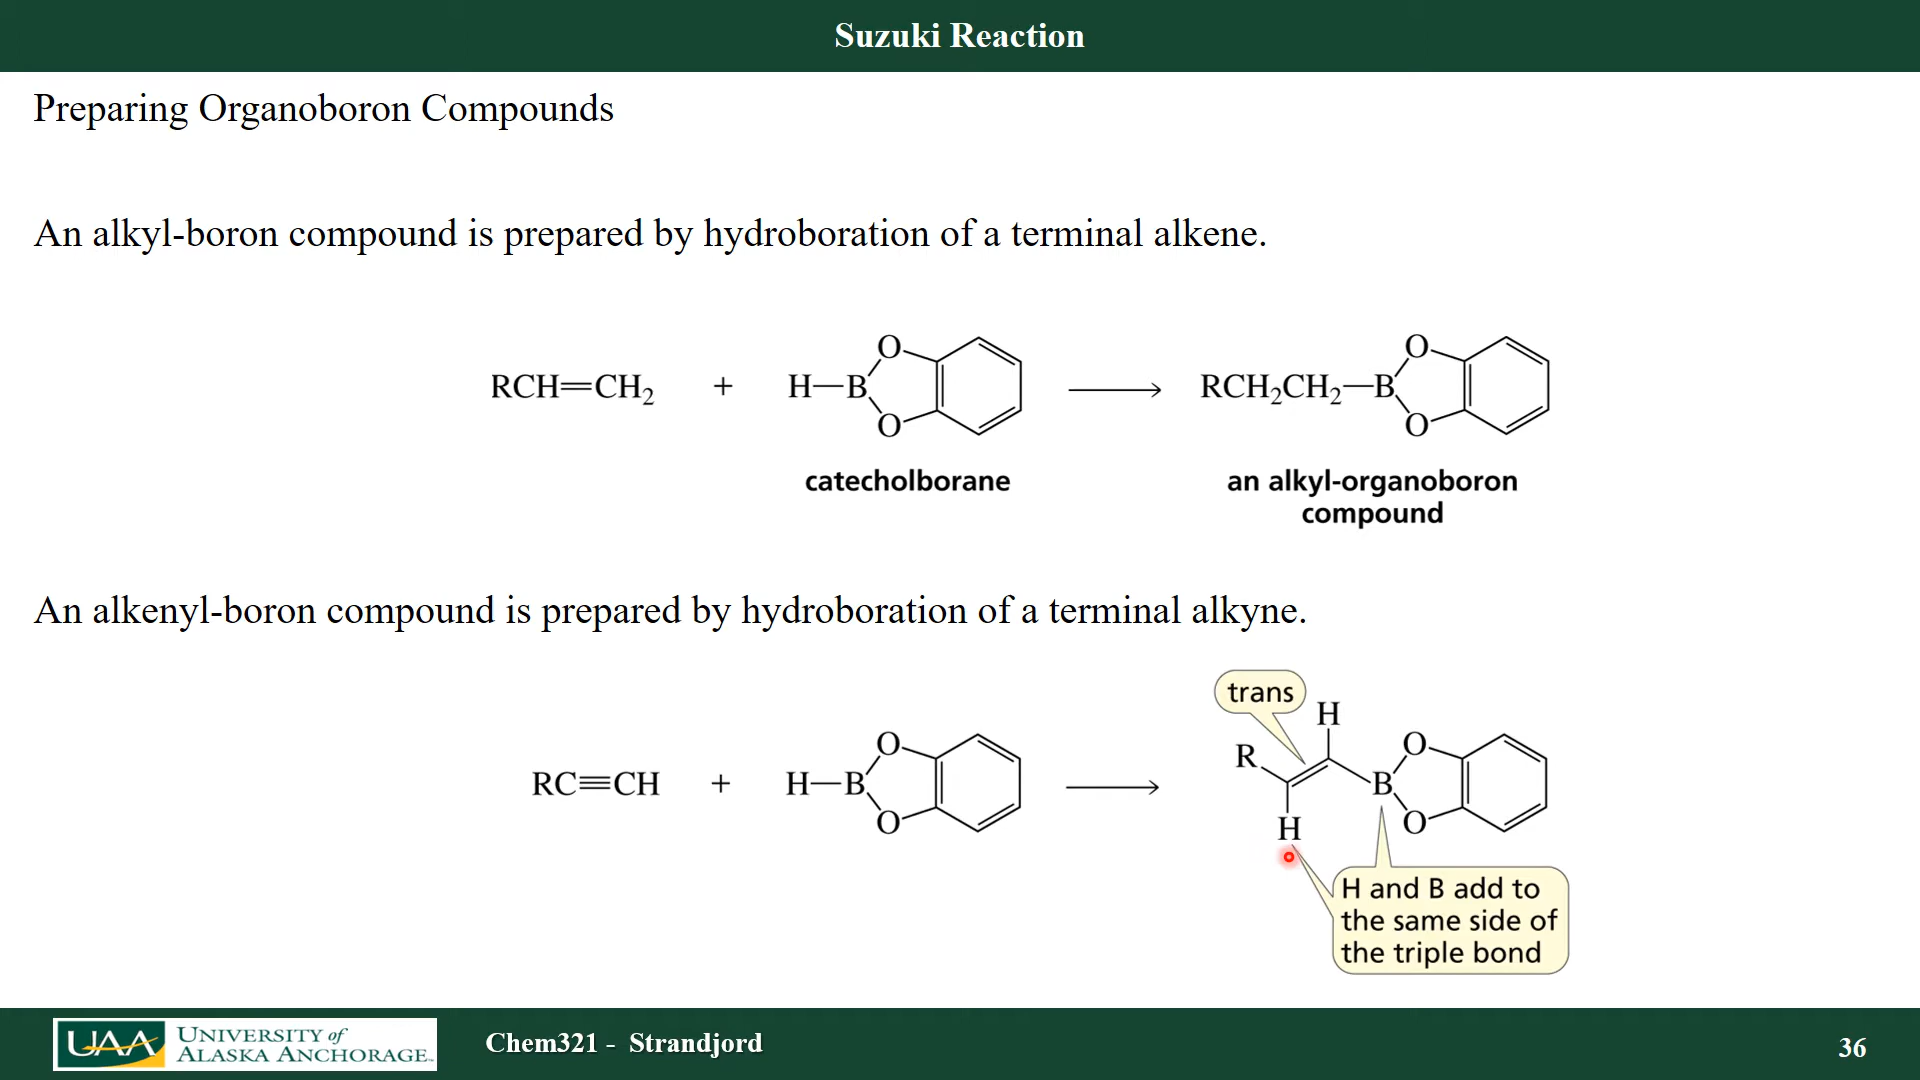 Suzuki Reaction
Preparing Organoboron Compounds
An alkyl-boron compound is prepared by hydroboration of a terminal alkene.
RCH=CH₂ + H—B O O → RCH₂CH₂—B O O
catecholborane
an alkyl-organoboron
compound
An alkenyl-boron compound is prepared by hydroboration of a terminal alkyne.
trans
RC≡CH + H—B O O → R H H B O O
H and B add to
the same side of
the triple bond
UAA
UNIVERSITY of
ALASKA ANCHORAGE
Chem321 - Strandjord
36